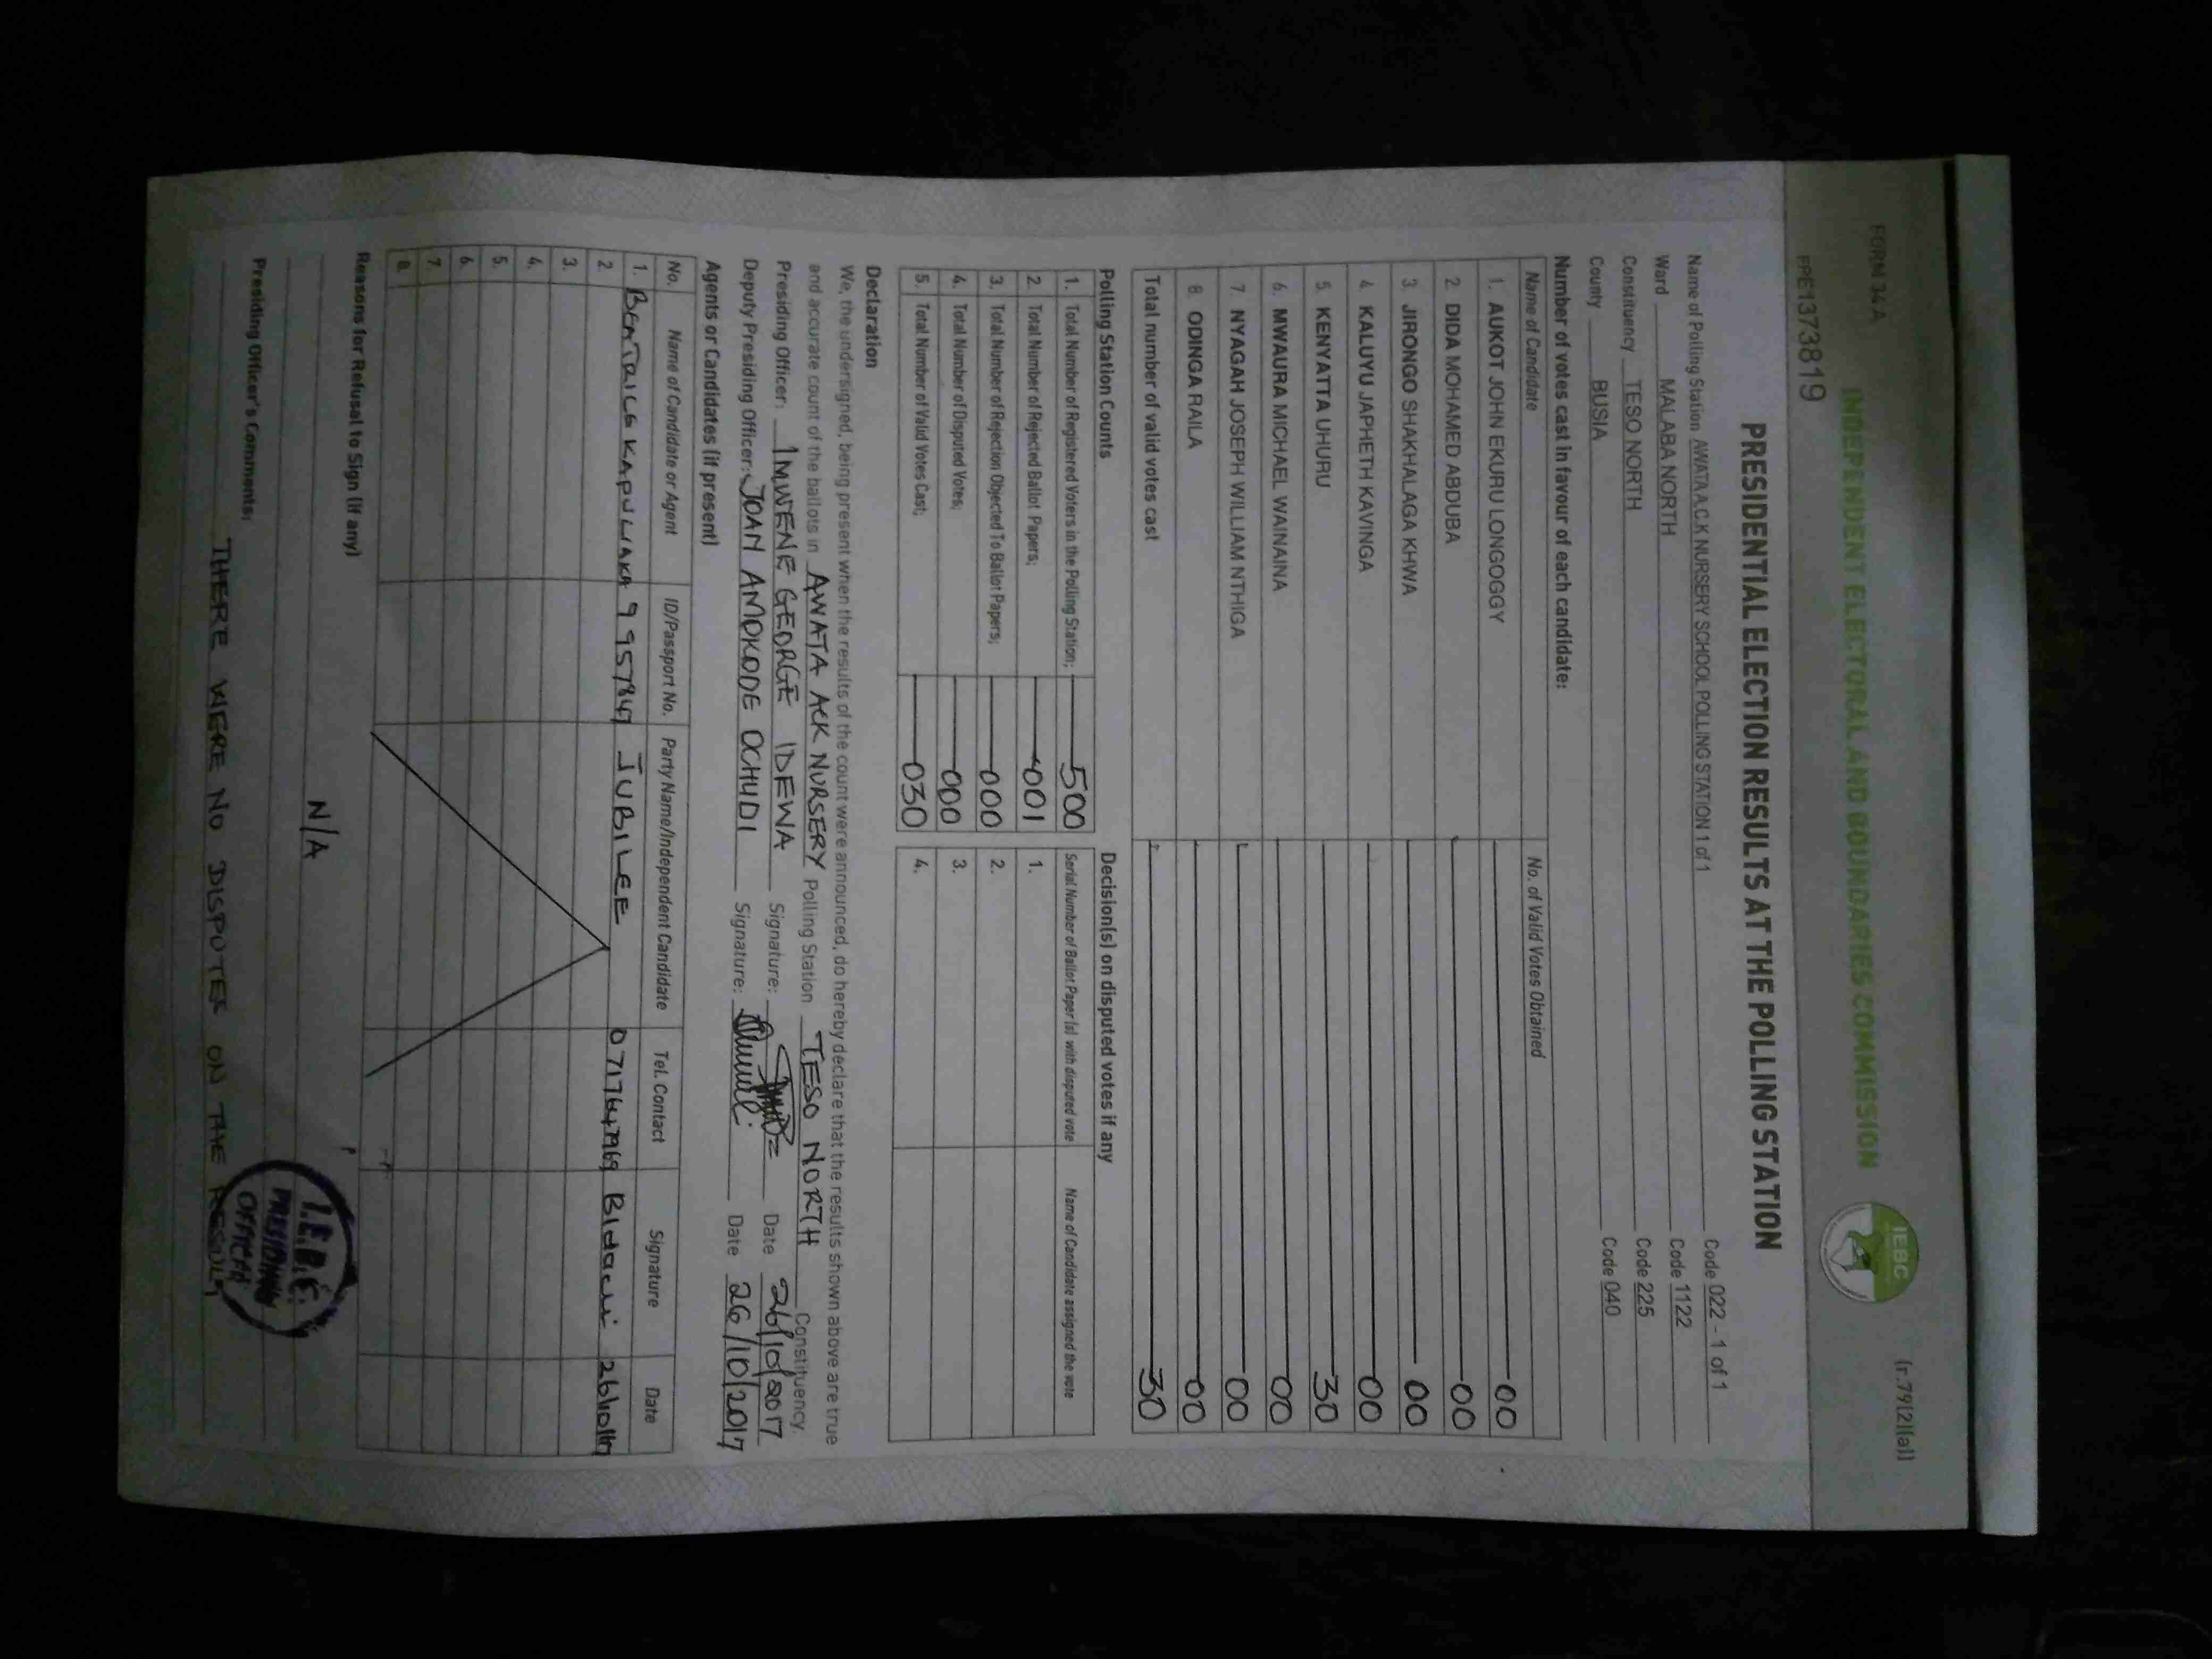 FORM 34A
(r.79(2)(a))
INDEPENDENT ELECTORAL AND BOUNDARIES COMMISSION
IEBC
PPE1373819
PRESIDENTIAL ELECTION RESULTS AT THE POLLING STATION
Name of Polling Station AWATA A.C.K NURSERY SCHOOL POLLING STATION 1 of 1 Code 022 - 1 of 1
Ward MALABA NORTH Code 1122
Constituency TESO NORTH Code 225
County BUSIA Code 040
Number of votes cast in favour of each candidate:
Name of Candidate No. of Valid Votes Obtained
1. AUKOT JOHN EKURU LONGOGGY 00
2. DIDA MOHAMED ABDUBA 00
3. JIRONGO SHAKHALAGA KHWA 00
4. KALUYU JAPHETH KAVINGA 00
5. KENYATTA UHURU 30
6. MWAURA MICHAEL WAINAINA 00
7. NYAGAH JOSEPH WILLIAM NTHIGA 00
8. ODINGA RAILA 00
Total number of valid votes cast 30
Polling Station Counts Decision(s) on disputed votes if any
1. Total Number of Registered Voters in the Polling Station; 500 Serial Number of Ballot Paper (s) with disputed vote Name of Candidate assigned the vote
2. Total Number of Rejected Ballot Papers; 001 1.
3. Total Number of Rejection Objected To Ballot Papers; 000 2.
4. Total Number of Disputed Votes; 000 3.
5. Total Number of Valid Votes Cast; 030 4.
Declaration
We, the undersigned, being present when the results of the count were announced, do hereby declare that the results shown above are true
and accurate count of the ballots in AWATA ACK NURSERY Polling Station TESO NORTH Constituency.
Presiding Officer: IMWENE GEORGE IDEWA Signature: Date 26/10/2017
Deputy Presiding Officer: JOAN AMOKODE OCHUDI Signature: Date 26/10/2017
Agents or Candidates (if present)
No. Name of Candidate or Agent ID/Passport No. Party Name/Independent Candidate Tel. Contact Signature Date
1. JUBILEE 26/10/17
2.
3.
4.
5.
6.
7.
8.
Reasons for Refusal to Sign (if any)
N/A
Presiding Officer's Comments;
THERE WERE NO DISPUTES ON THE RESULT
I.E.B.C.
PRESIDING
OFFICER